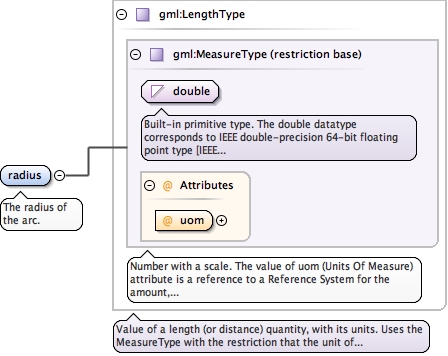 gml:LengthType
gml:MeasureType (restriction base)
double
Built-in primitive type. The double datatype
corresponds to IEEE double-precision 64-bit floating
point type [IEEE...
radius
The radius of
the arc.
@ Attributes
@ uom
Number with a scale. The value of uom (Units Of Measure)
attribute is a reference to a Reference System for the
amount,...
Value of a length (or distance) quantity, with its units. Uses the
MeasureType with the restriction that the unit of...